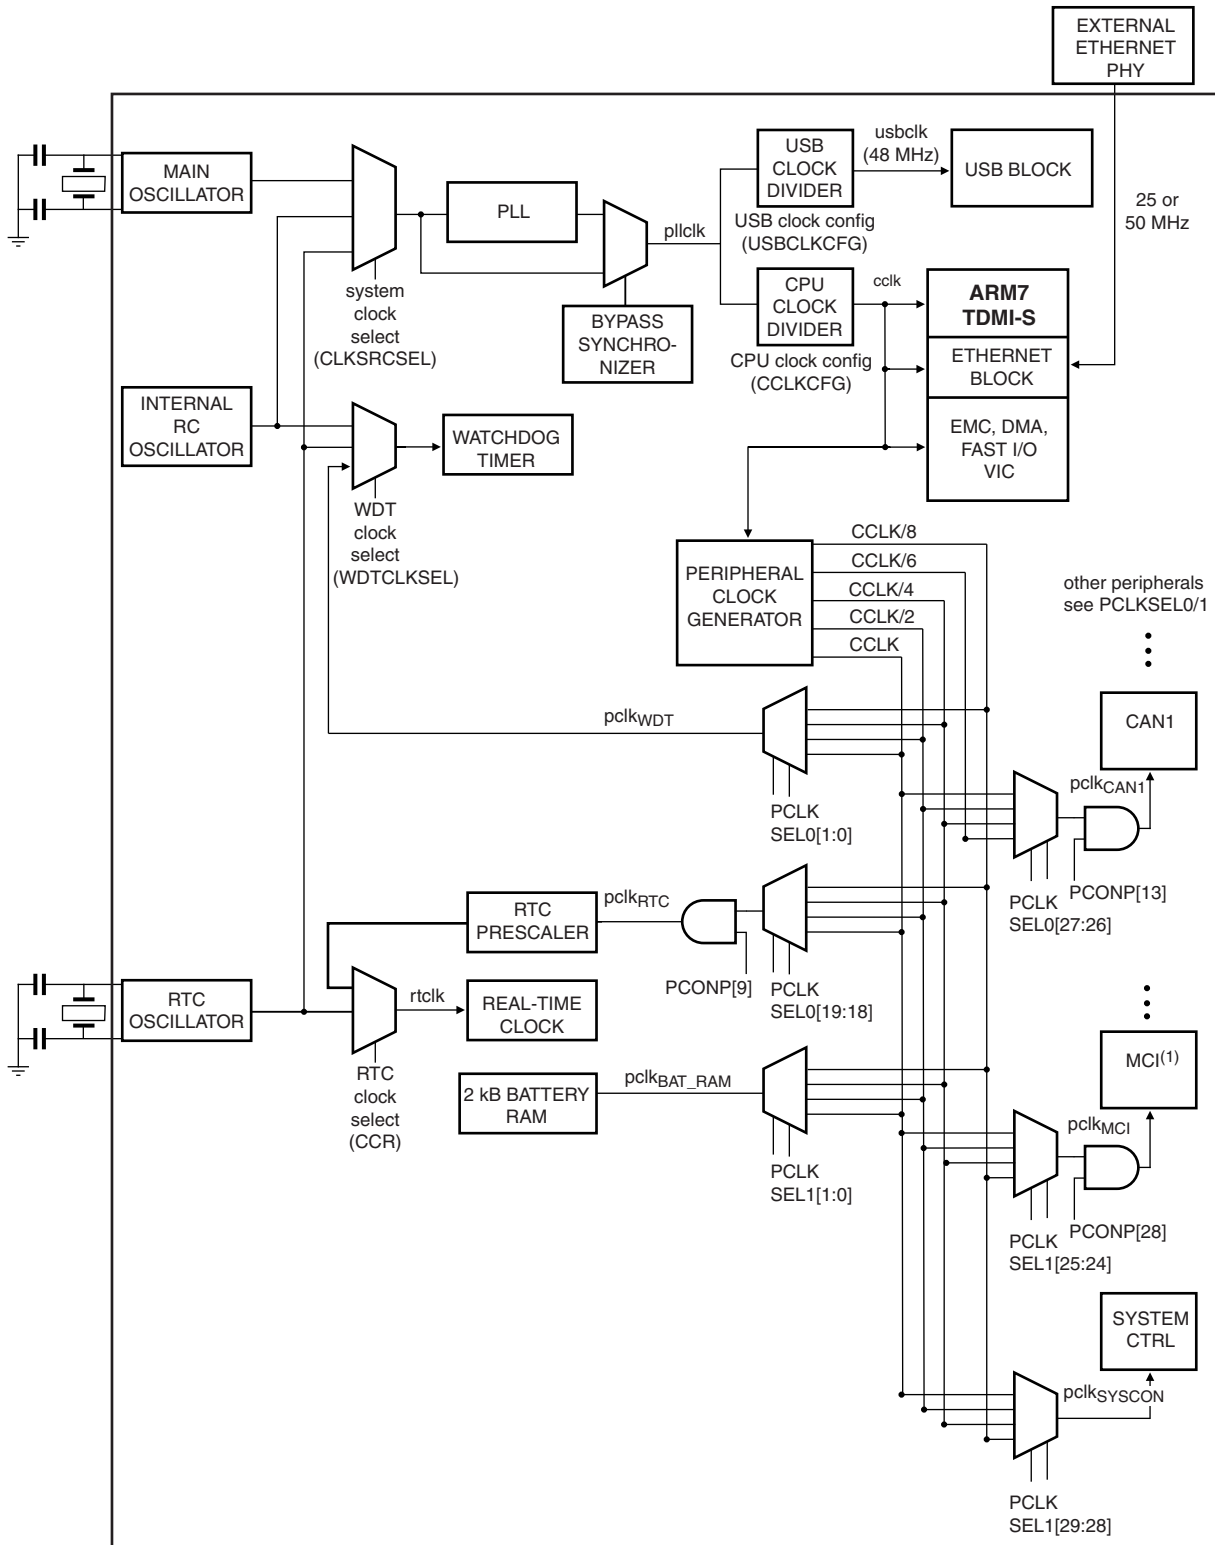 EXTERNAL
ETHERNET
PHY
MAIN
OSCILLATOR
USB
CLOCK
DIVIDER
usbclk
(48 MHz)
USB BLOCK
PLL
25 or
50 MHz
pllclk
USB clock config
(USBCLKCFG)
system
clock
select
(CLKSRCSEL)
BYPASS
SYNCHRO-
NIZER
CPU
CLOCK
DIVIDER
cclk
ARM7
TDMI-S
CPU clock config
(CCLKCFG)
ETHERNET
BLOCK
INTERNAL
RC
OSCILLATOR
WATCHDOG
TIMER
EMC, DMA,
FAST I/O
VIC
WDT
clock
select
(WDTCLKSEL)
PERIPHERAL
CLOCK
GENERATOR
CCLK/8
CCLK/6
CCLK/4
CCLK/2
CCLK
other peripherals
see PCLKSEL0/1
pclkWDT
PCLK
SEL0[1:0]
CAN1
pclkCAN1
PCONP[13]
PCLK
SEL0[27:26]
RTC
PRESCALER
pclkRTC
PCONP[9]
PCLK
SEL0[19:18]
RTC
OSCILLATOR
rtclk
REAL-TIME
CLOCK
RTC
clock
select
(CCR)
2 kB BATTERY
RAM
pclkBAT_RAM
PCLK
SEL1[1:0]
MCI(1)
pclkMCI
PCONP[28]
PCLK
SEL1[25:24]
SYSTEM
CTRL
pclkSYSCON
PCLK
SEL1[29:28]